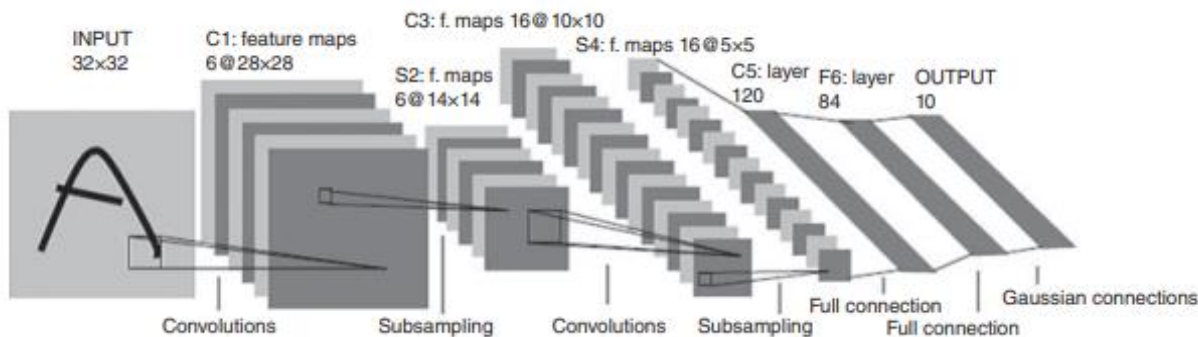 INPUT
32×32
C1: feature maps
6@28×28
S2: f. maps
6@14×14
C3: f. maps 16@10×10
S4: f. maps 16@5×5
C5: layer
120
F6: layer
84
OUTPUT
10
Convolutions
Subsampling
Convolutions
Subsampling
Full connection
Full connection
Gaussian connections
A